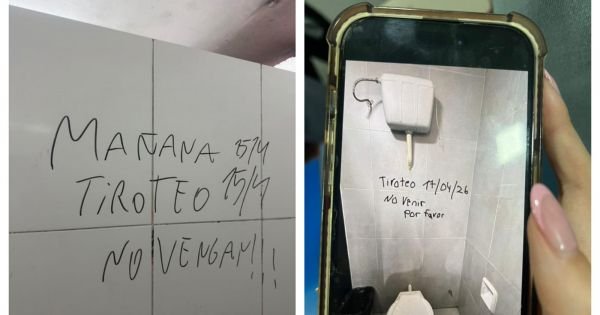 MAÑANA 15/4
TIROTEO 15/4
NO VENGAN!!!
Tiroteo 17/04/26
NO venir
por favor